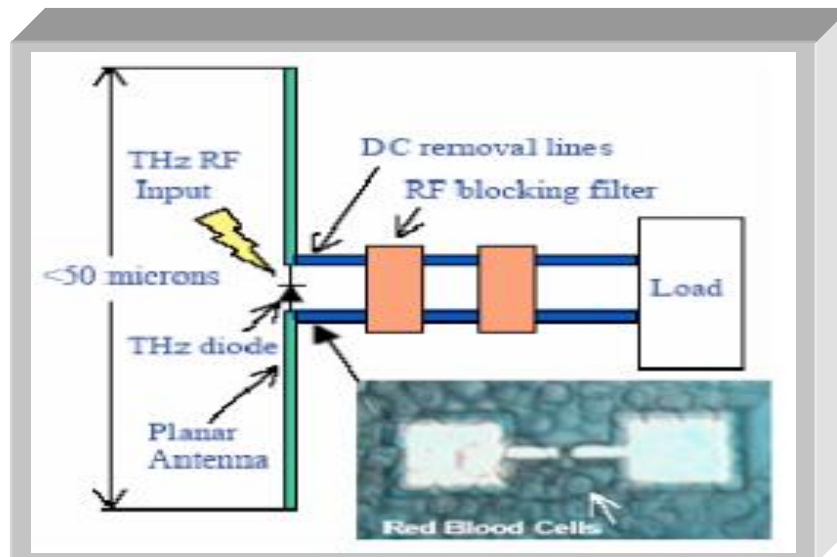 THz RF
Input
DC removal lines
RF blocking filter
<50 microns
Load
THz diode
Planar
Antenna
Red Blood Cells